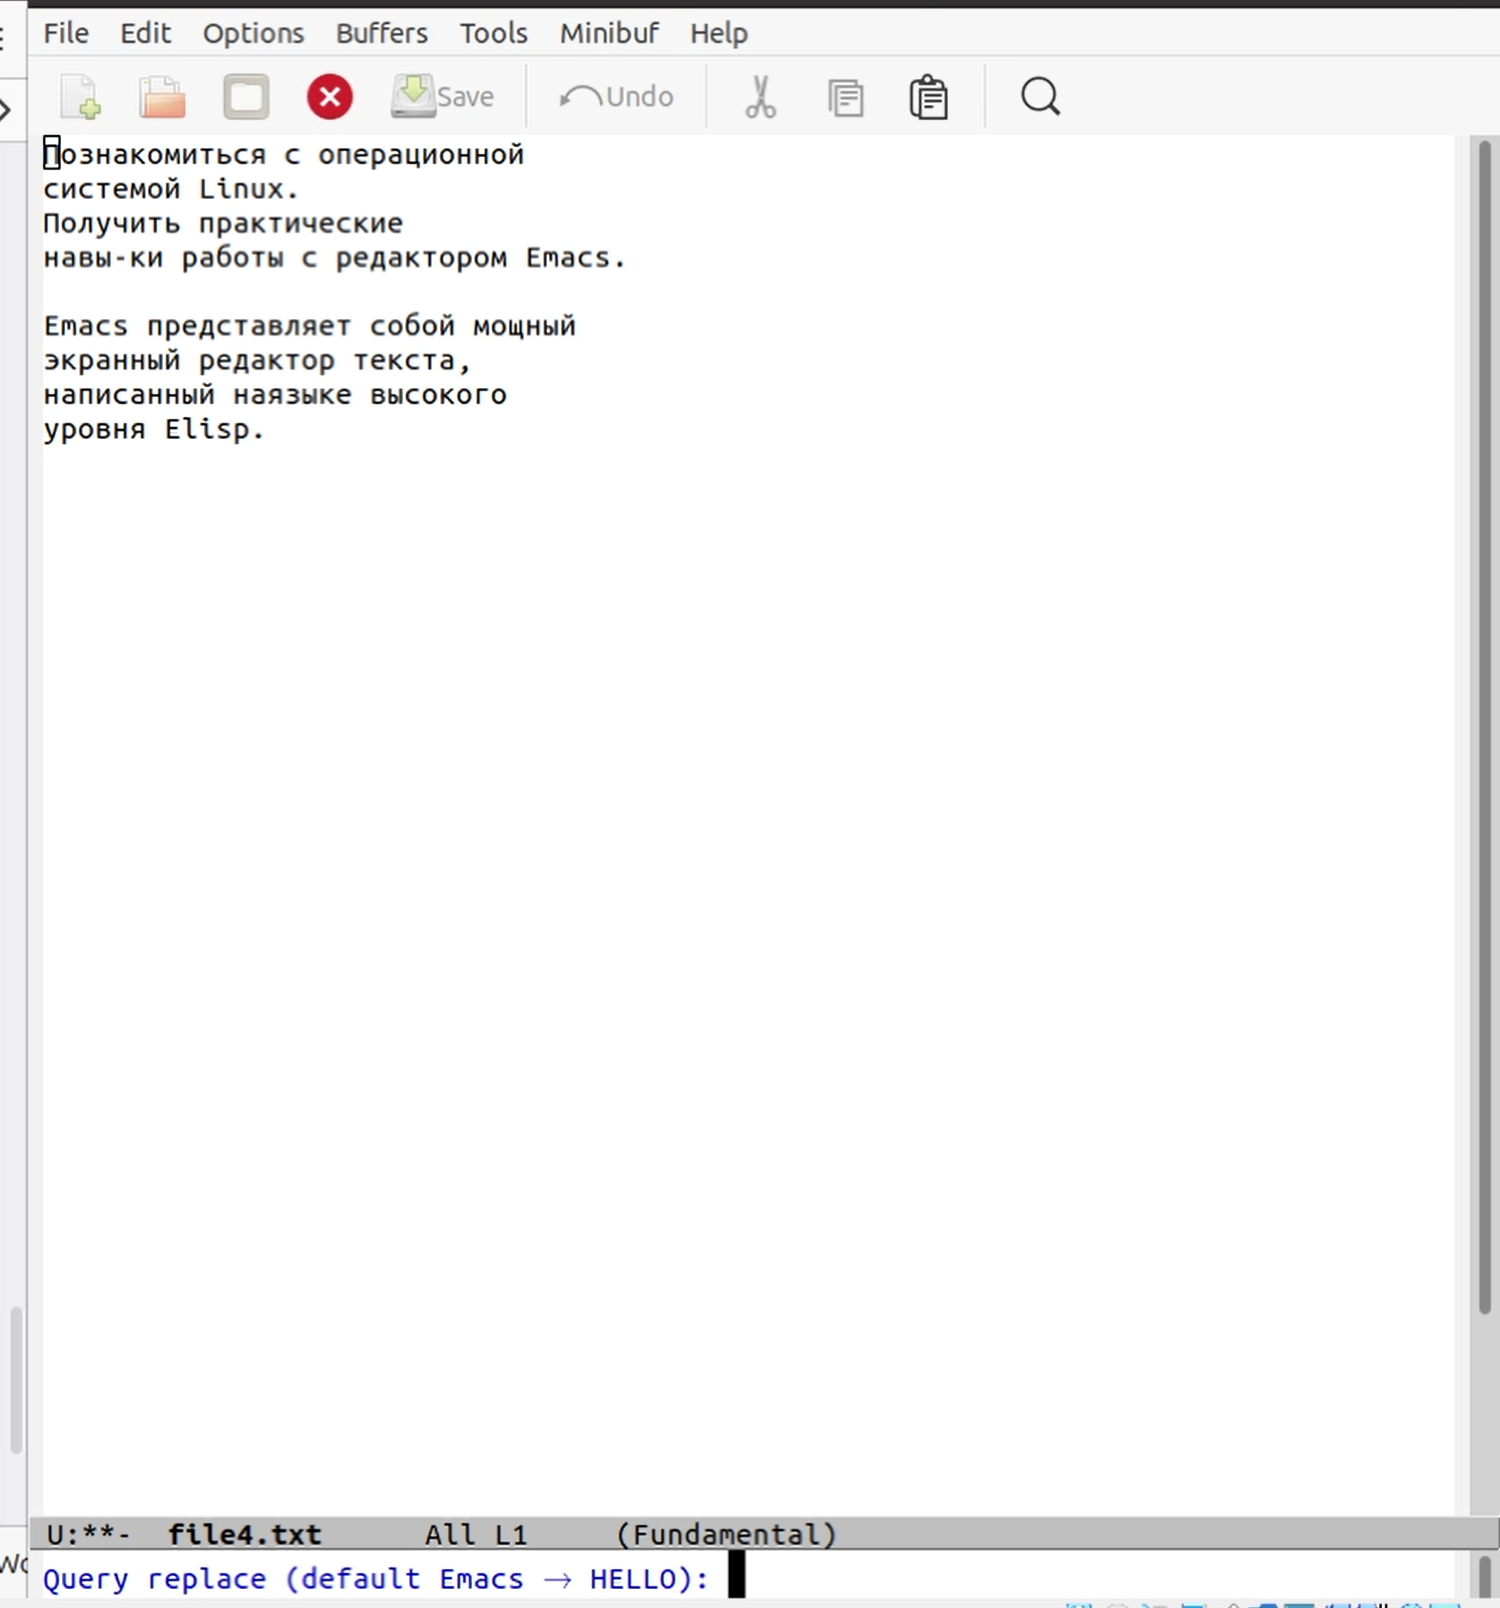 File Edit Options Buffers Tools Minibuf Help
Save Undo
Познакомиться с операционной
системой Linux.
Получить практические
навы-ки работы с редактором Emacs.
Emacs представляет собой мощный
экранный редактор текста,
написанный наязыке высокого
уровня Elisp.
U:**- file4.txt All L1 (Fundamental)
Query replace (default Emacs → HELLO):